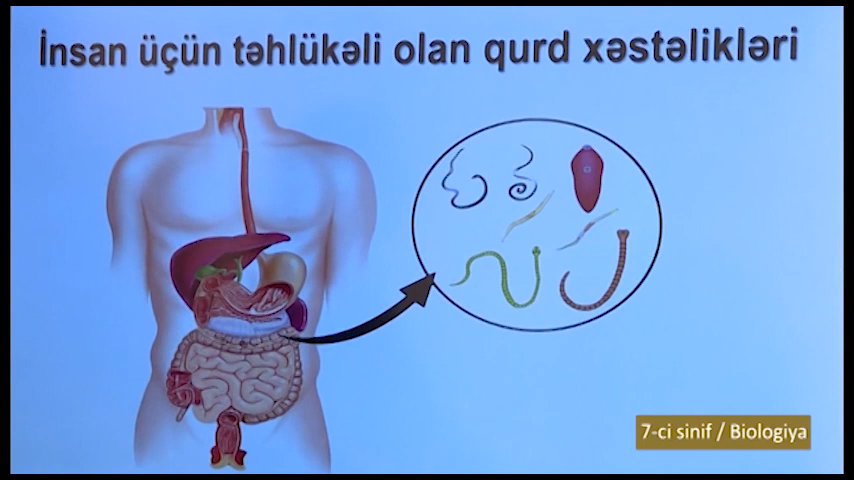 İnsan üçün təhlükəli olan qurd xəstəlikləri
7-ci sinif / Biologiya